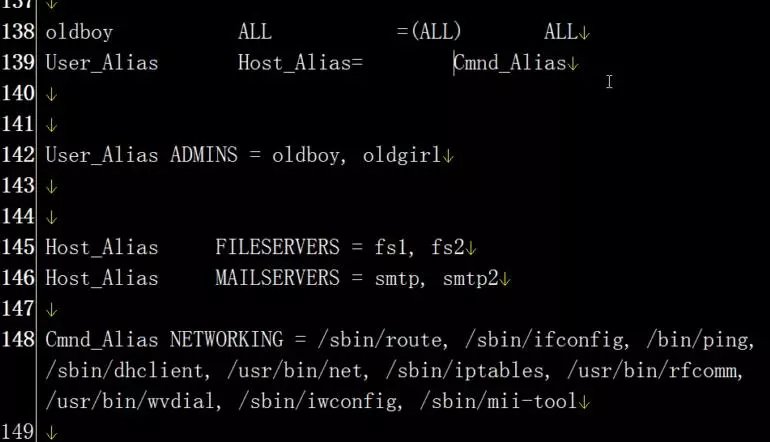 137
138 oldboy ALL =(ALL) ALL↓
139 User_Alias Host_Alias= Cmnd_Alias↓
140 ↓
141 ↓
142 User_Alias ADMINS = oldboy, oldgirl↓
143 ↓
144 ↓
145 Host_Alias FILESERVERS = fs1, fs2↓
146 Host_Alias MAILSERVERS = smtp, smtp2↓
147 ↓
148 Cmnd_Alias NETWORKING = /sbin/route, /sbin/ifconfig, /bin/ping,
/sbin/dhclient, /usr/bin/net, /sbin/iptables, /usr/bin/rfcomm,
/usr/bin/wvdial, /sbin/iwconfig, /sbin/mii-tool↓
149 ↓